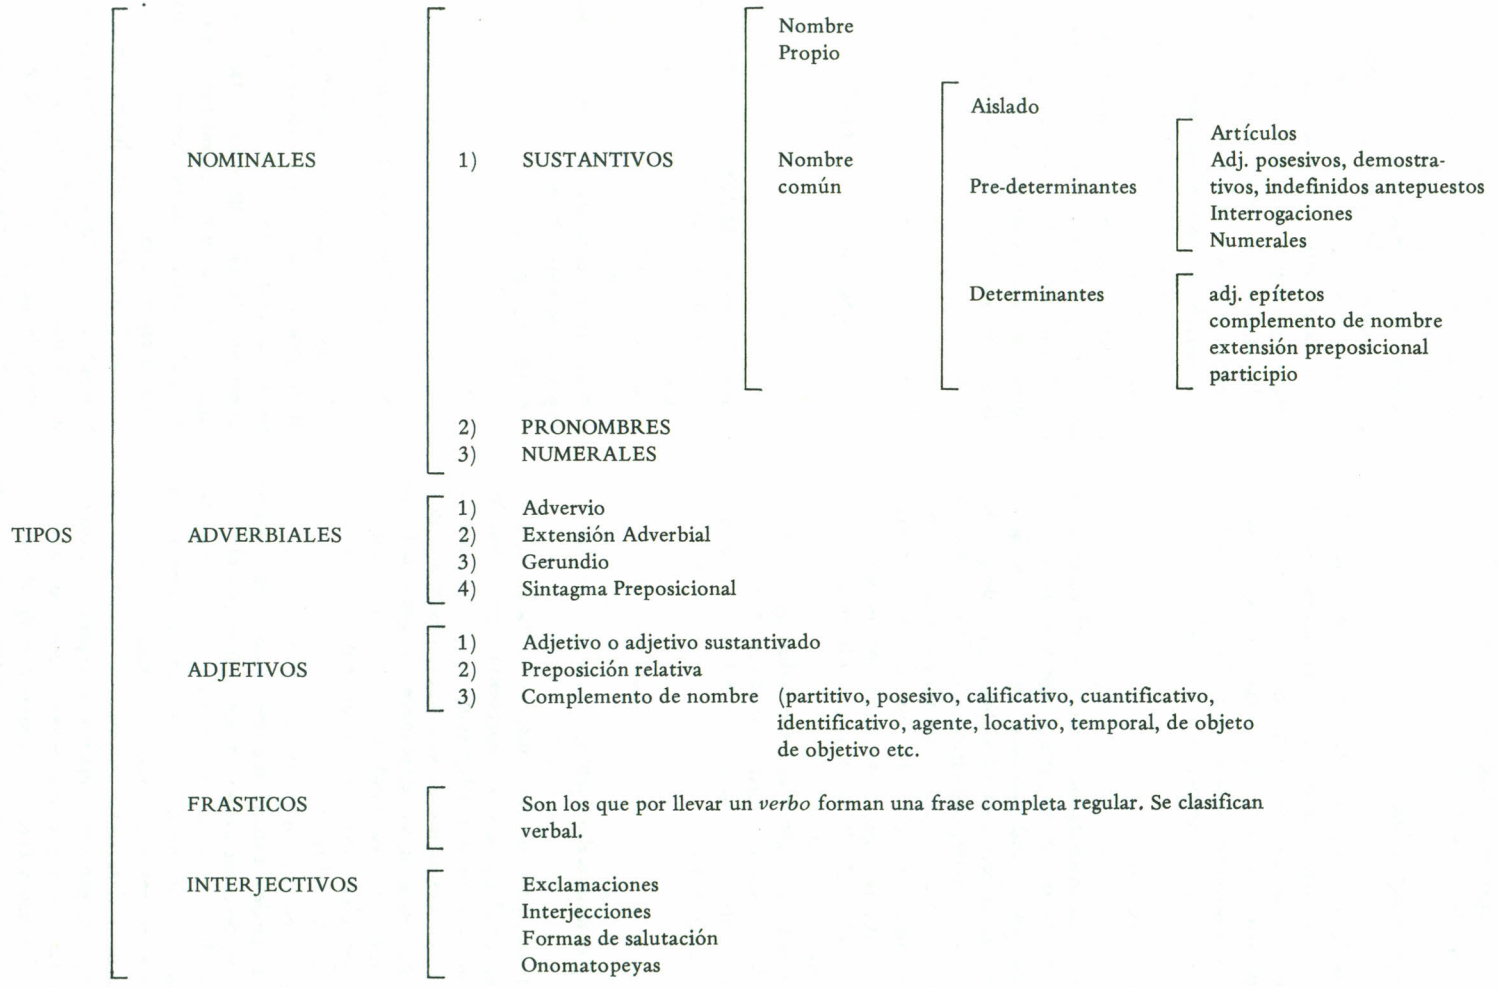 Nombre
Propio
Aislado
Artículos
NOMINALES 1) SUSTANTIVOS Nombre Adj. posesivos, demostra-
común Pre-determinantes tivos, indefinidos antepuestos
Interrogaciones
Numerales
Determinantes adj. epítetos
complemento de nombre
extensión preposicional
participio
2) PRONOMBRES
3) NUMERALES
1) Advervio
TIPOS ADVERBIALES 2) Extensión Adverbial
3) Gerundio
4) Sintagma Preposicional
1) Adjetivo o adjetivo sustantivado
ADJETIVOS 2) Preposición relativa
3) Complemento de nombre (partitivo, posesivo, calificativo, cuantificativo,
identificativo, agente, locativo, temporal, de objeto
de objetivo etc.
FRASTICOS Son los que por llevar un verbo forman una frase completa regular. Se clasifican
verbal.
INTERJECTIVOS Exclamaciones
Interjecciones
Formas de salutación
Onomatopeyas